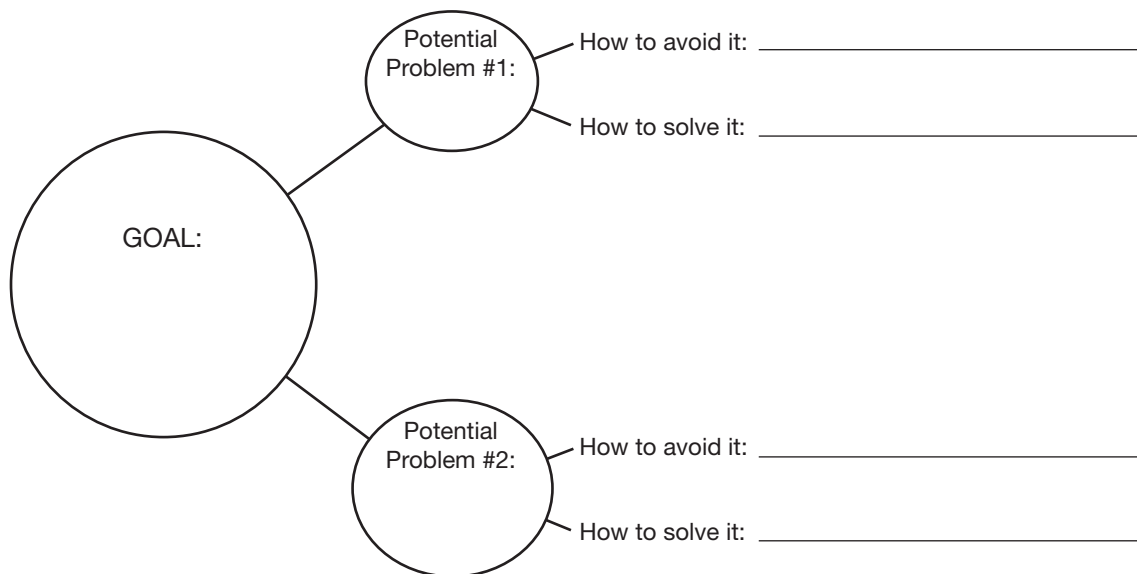 Potential
Problem #1:
How to avoid it:
How to solve it:
GOAL:
Potential
Problem #2:
How to avoid it:
How to solve it: